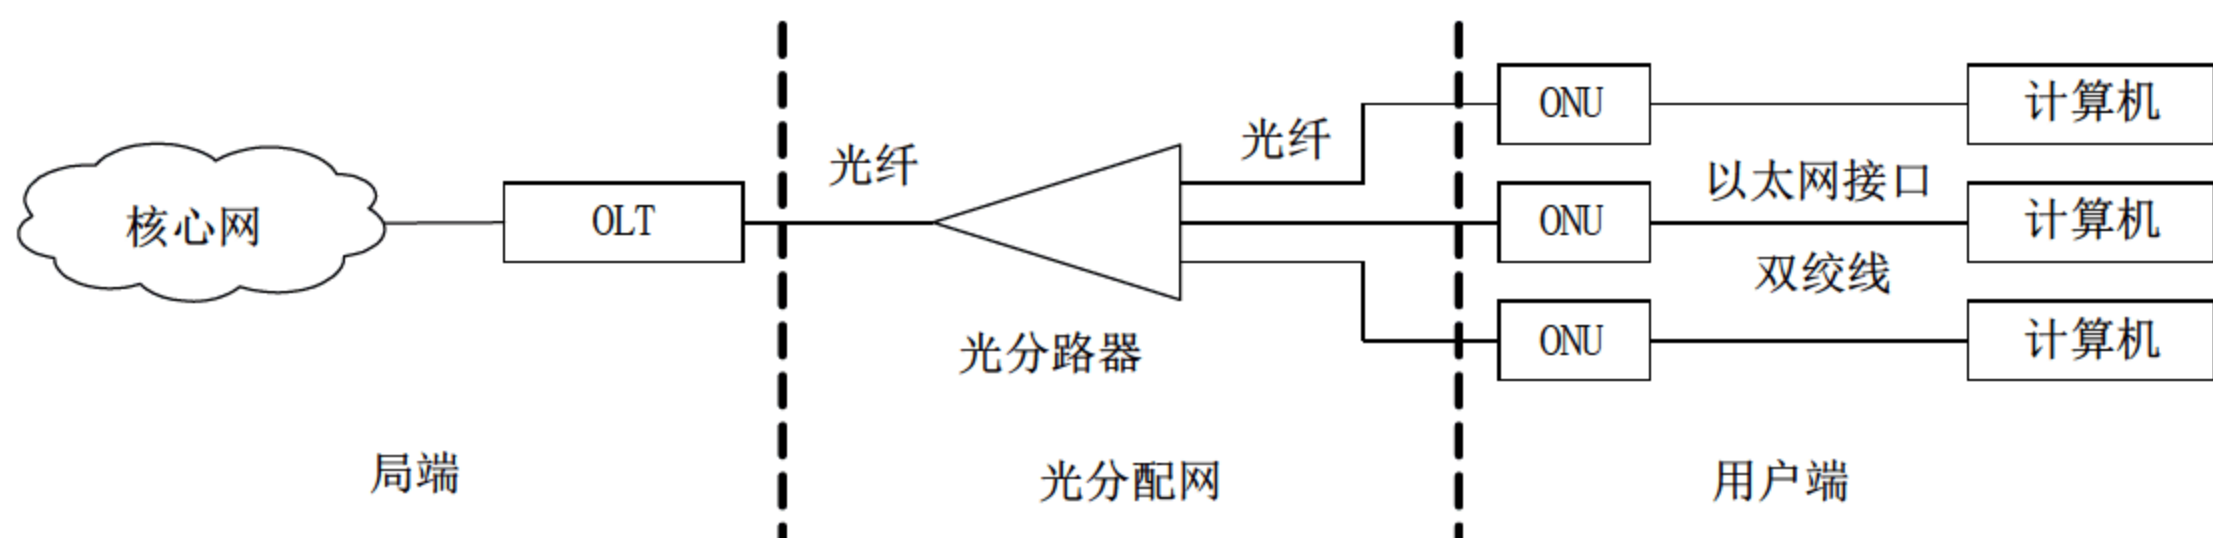 ONU
计算机
光纤
光纤
以太网接口
核心网
OLT
ONU
计算机
双绞线
光分路器
ONU
计算机
局端
光分配网
用户端